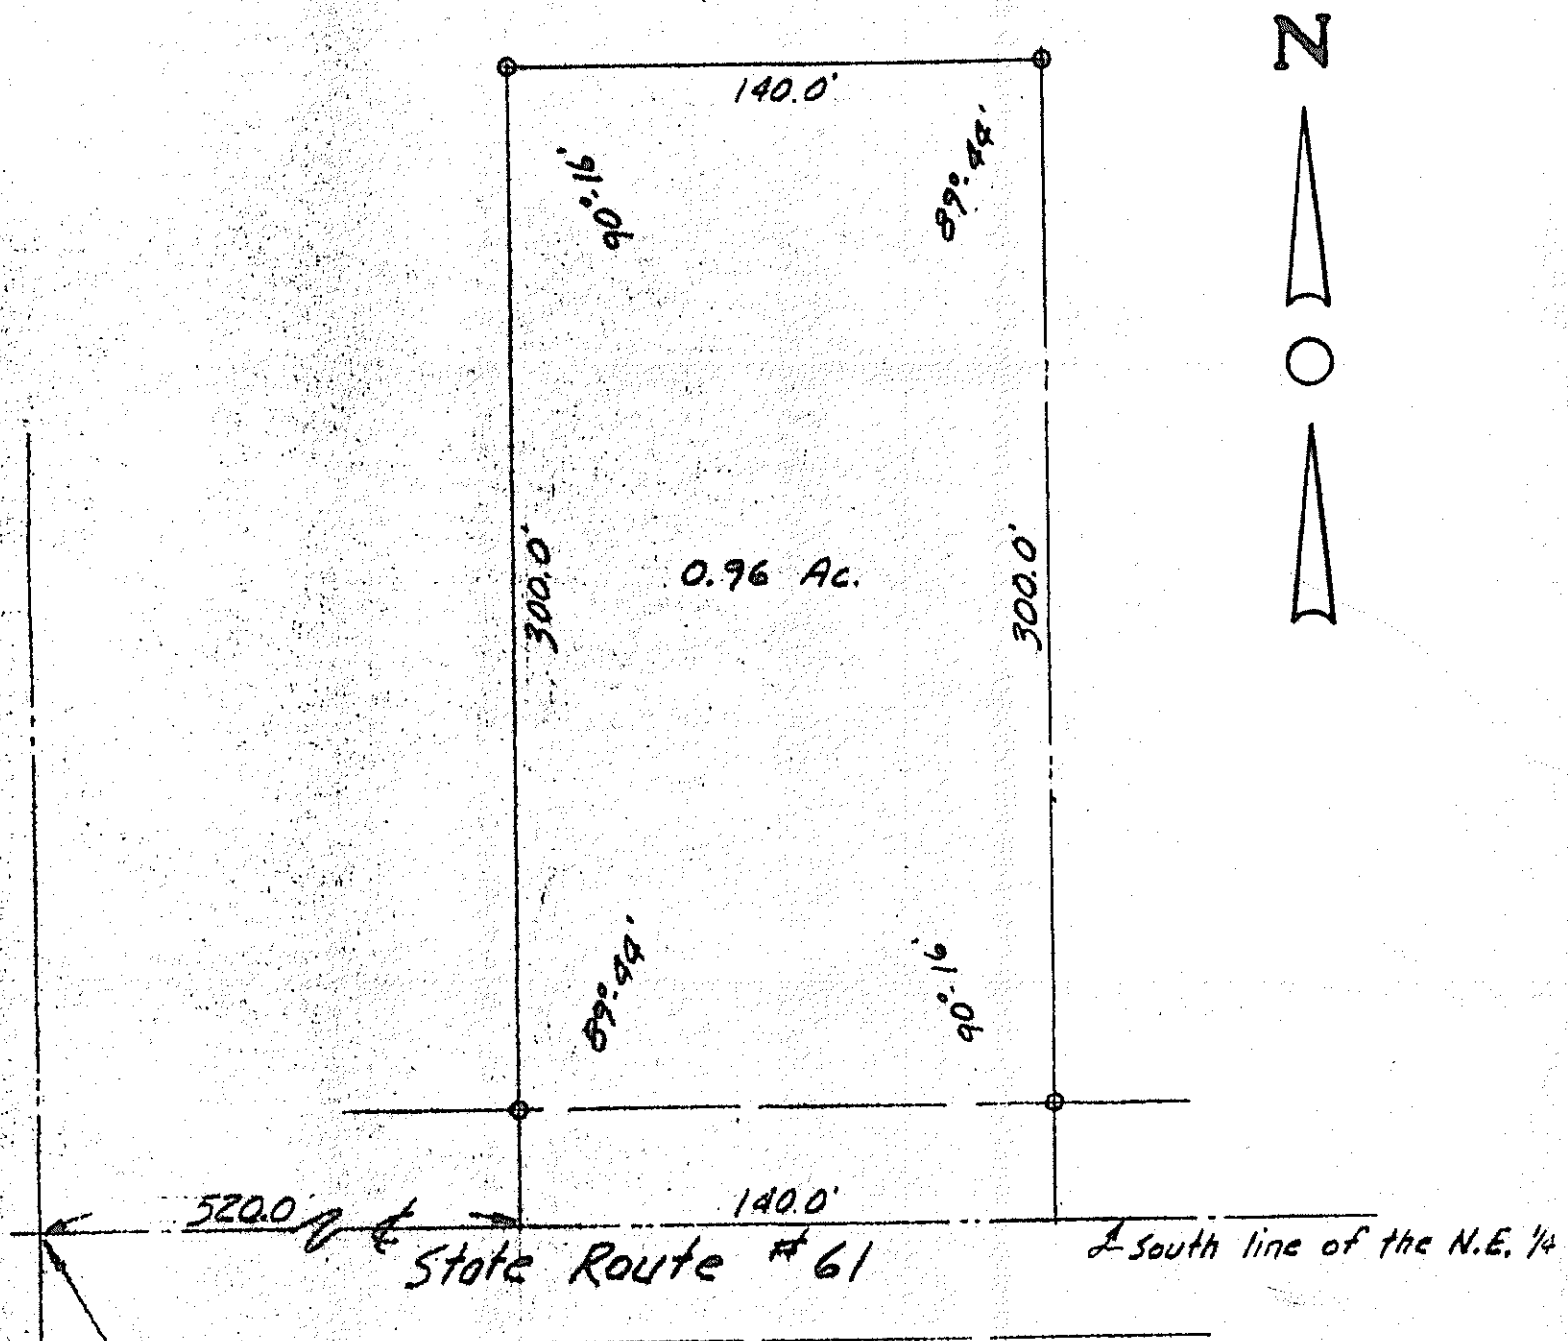 N
140.0'
90°-16'
89°-44'
300.0'
0.96 Ac.
300.0'
89°-44'
90°-16'
520.0'
℄
140.0'
State Route #61
South line of the N.E. 1/4